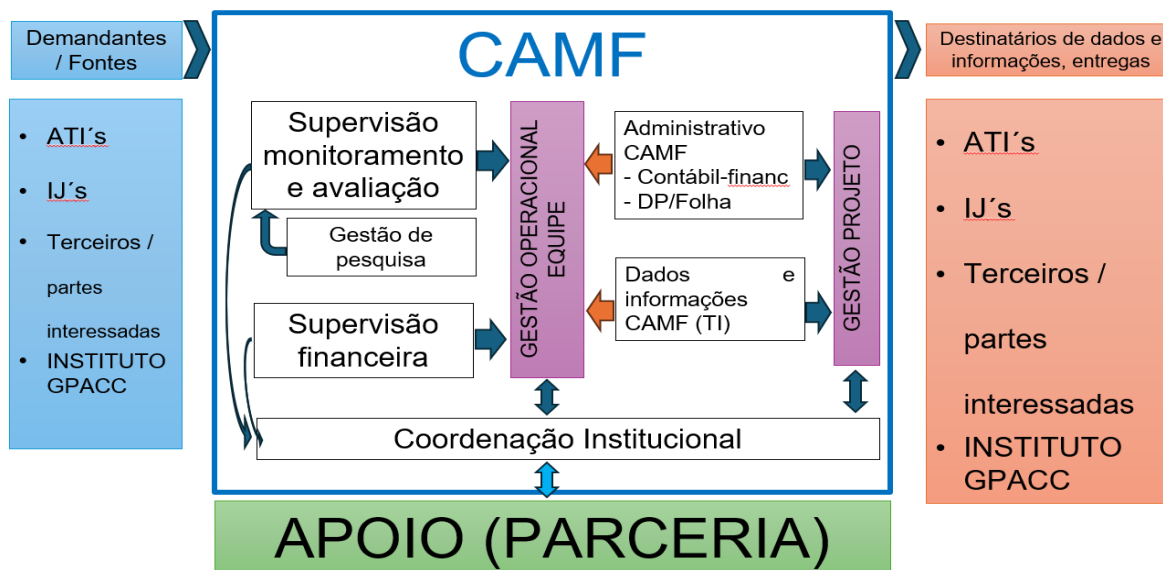 Demandantes
/ Fontes
• ATI´s
• IJ´s
• Terceiros /
partes
interessadas
• INSTITUTO
GPACC
CAMF
Supervisão
monitoramento
e avaliação
Gestão de
pesquisa
Supervisão
financeira
GESTÃO OPERACIONAL
EQUIPE
Administrativo
CAMF
- Contábil-financ
- DP/Folha
Dados e
informações
CAMF (TI)
GESTÃO PROJETO
Coordenação Institucional
APOIO (PARCERIA)
Destinatários de dados e
informações, entregas
• ATI´s
• IJ´s
• Terceiros /
partes
interessadas
• INSTITUTO
GPACC